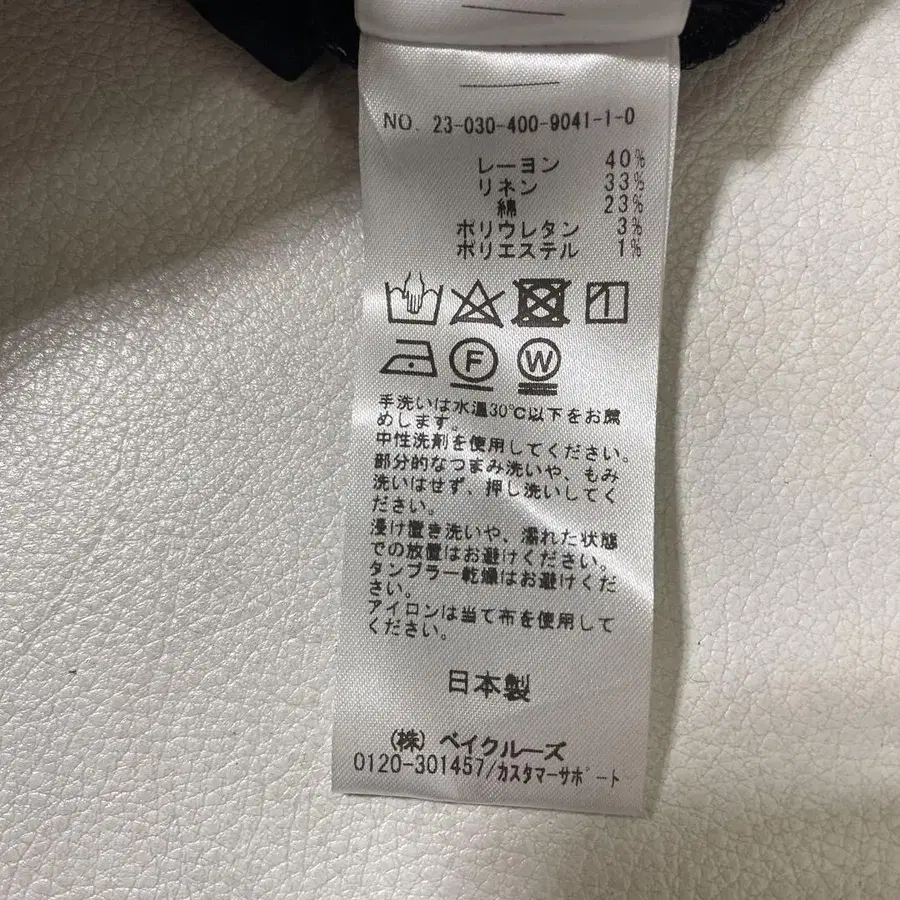 NO. 23-030-400-9041-1-0
レーヨン 40%
リネン 33%
綿 23%
ポリウレタン 3%
ポリエステル 1%
F W
手洗いは水温30℃以下をお薦
めします。
中性洗剤を使用してください。
部分的なつまみ洗いや、もみ
洗いはせず、押し洗いしてく
ださい。
浸け置き洗いや、濡れた状態
での放置はお避けください。
タンブラー乾燥はお避けくだ
さい。
アイロンは当て布を使用して
ください。
日本製
(株) ベイクルーズ
0120-301457/カスタマーサポート